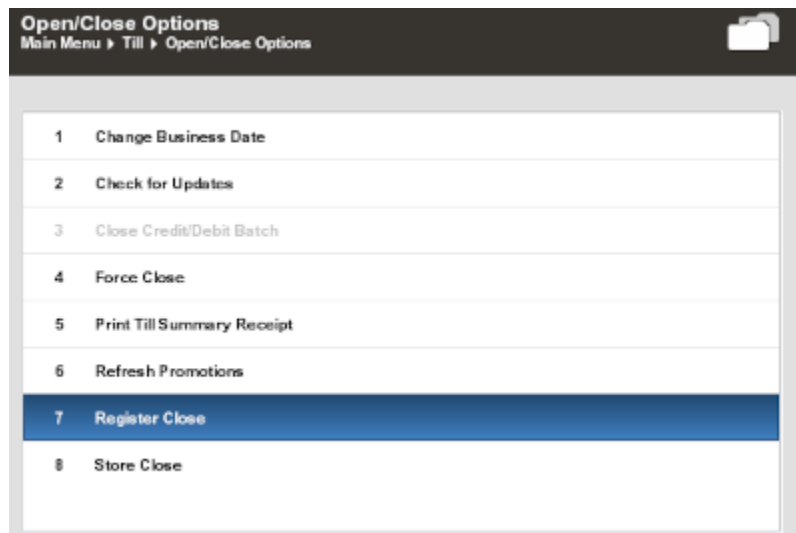 Open/Close Options
Main Menu ▸ Till ▸ Open/Close Options
1 Change Business Date
2 Check for Updates
3 Close Credit/Debit Batch
4 Force Close
5 Print Till Summary Receipt
6 Refresh Promotions
7 Register Close
8 Store Close